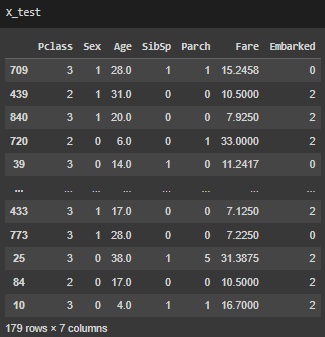 X_test
Pclass Sex Age SibSp Parch Fare Embarked
709 3 1 28.0 1 1 15.2458 0
439 2 1 31.0 0 0 10.5000 2
840 3 1 20.0 0 0 7.9250 2
720 2 0 6.0 0 1 33.0000 2
39 3 0 14.0 1 0 11.2417 0
... ... ... ... ... ... ... ...
433 3 1 17.0 0 0 7.1250 2
773 3 1 28.0 0 0 7.2250 0
25 3 0 38.0 1 5 31.3875 2
84 2 0 17.0 0 0 10.5000 2
10 3 0 4.0 1 1 16.7000 2
179 rows × 7 columns